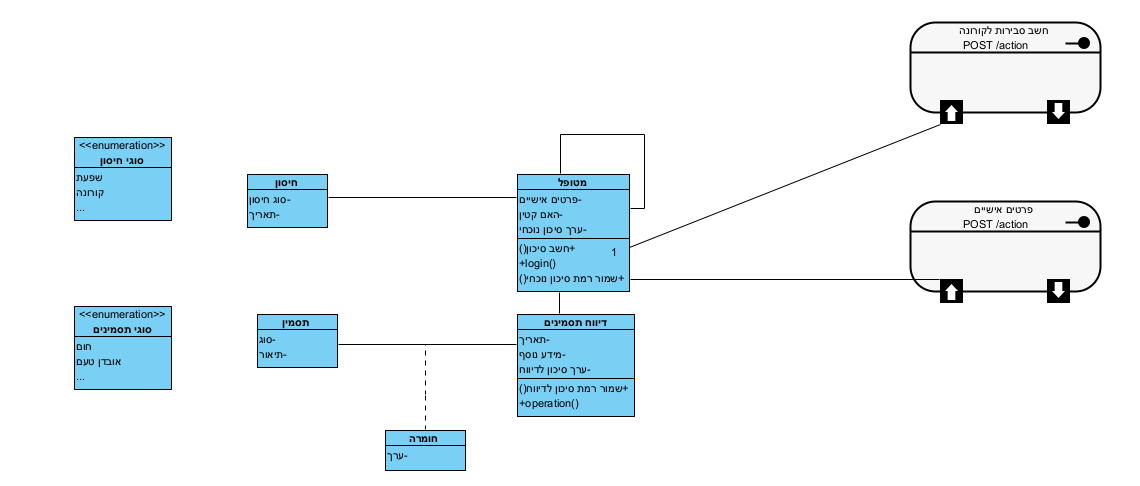 חשב סבירות לקורונה
POST /action
<<enumeration>>
סוגי חיסון
שפעת
קורונה
...
חיסון
-סוג חיסון
-תאריך
מטופל
-פרטים אישיים
-האם קטין
-ערך סיכון נוכחי
+חשב סיכון()
1
+login()
+שמור רמת סיכון נוכחי()
פרטים אישיים
POST /action
<<enumeration>>
סוגי תסמינים
חום
אובדן טעם
...
תסמין
-סוג
-תיאור
דיווח תסמינים
-תאריך
-מידע נוסף
-ערך סיכון לדיווח
+שמור רמת סיכון לדיווח()
+operation()
חומרה
-ערך